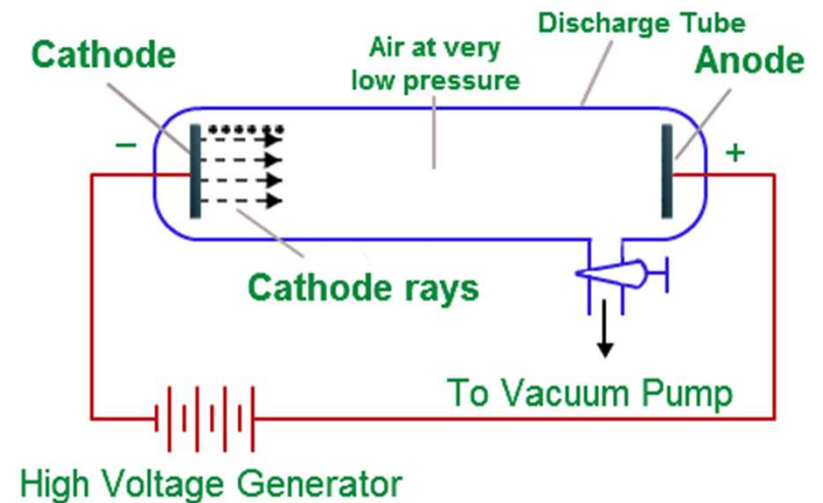 Discharge Tube
Cathode
Air at very
low pressure
Anode
−
+
Cathode rays
To Vacuum Pump
High Voltage Generator